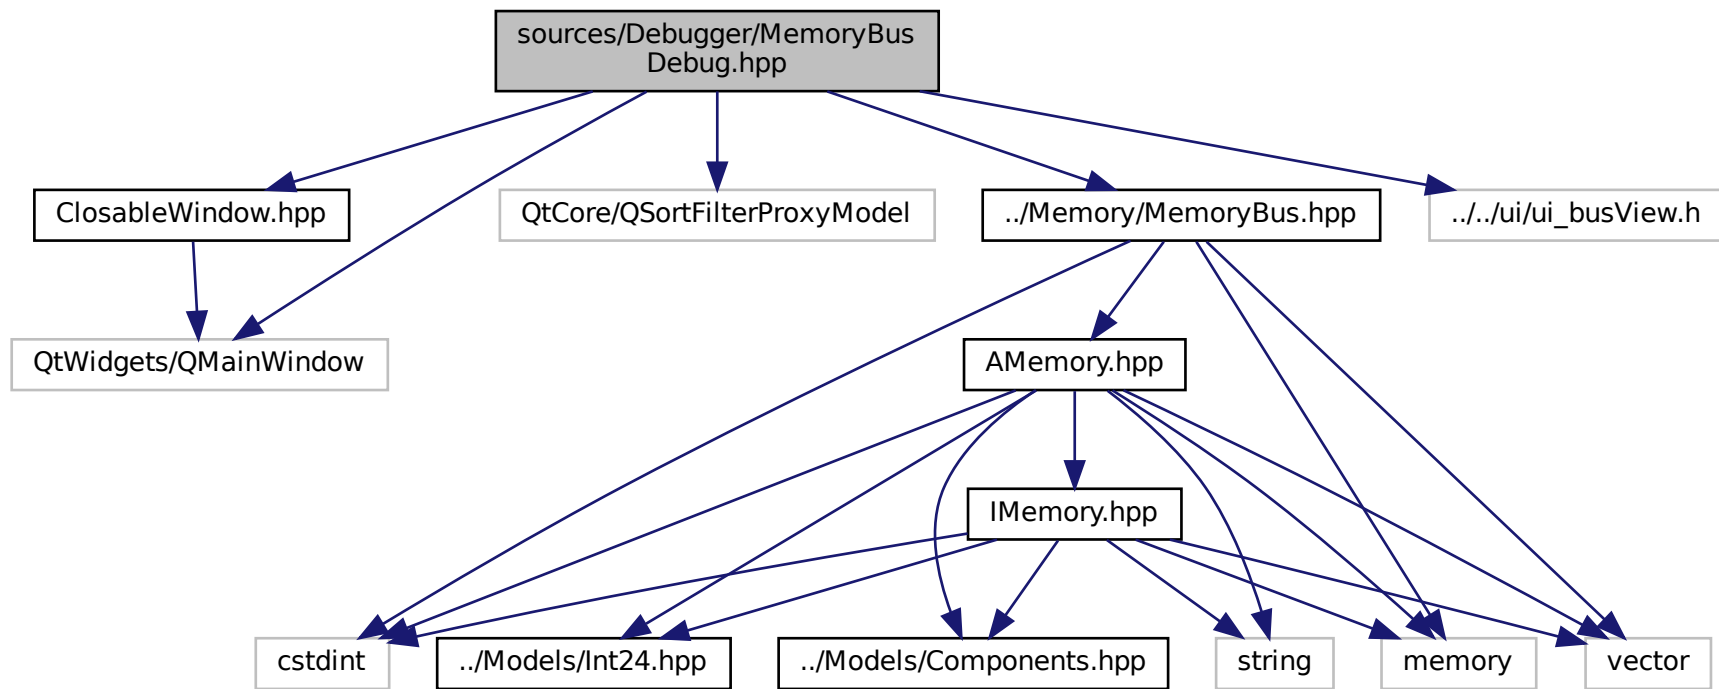 sources/Debugger/MemoryBus
Debug.hpp
ClosableWindow.hpp
QtCore/QSortFilterProxyModel
../Memory/MemoryBus.hpp
../../ui/ui_busView.h
QtWidgets/QMainWindow
AMemory.hpp
IMemory.hpp
cstdint
../Models/Int24.hpp
../Models/Components.hpp
string
memory
vector